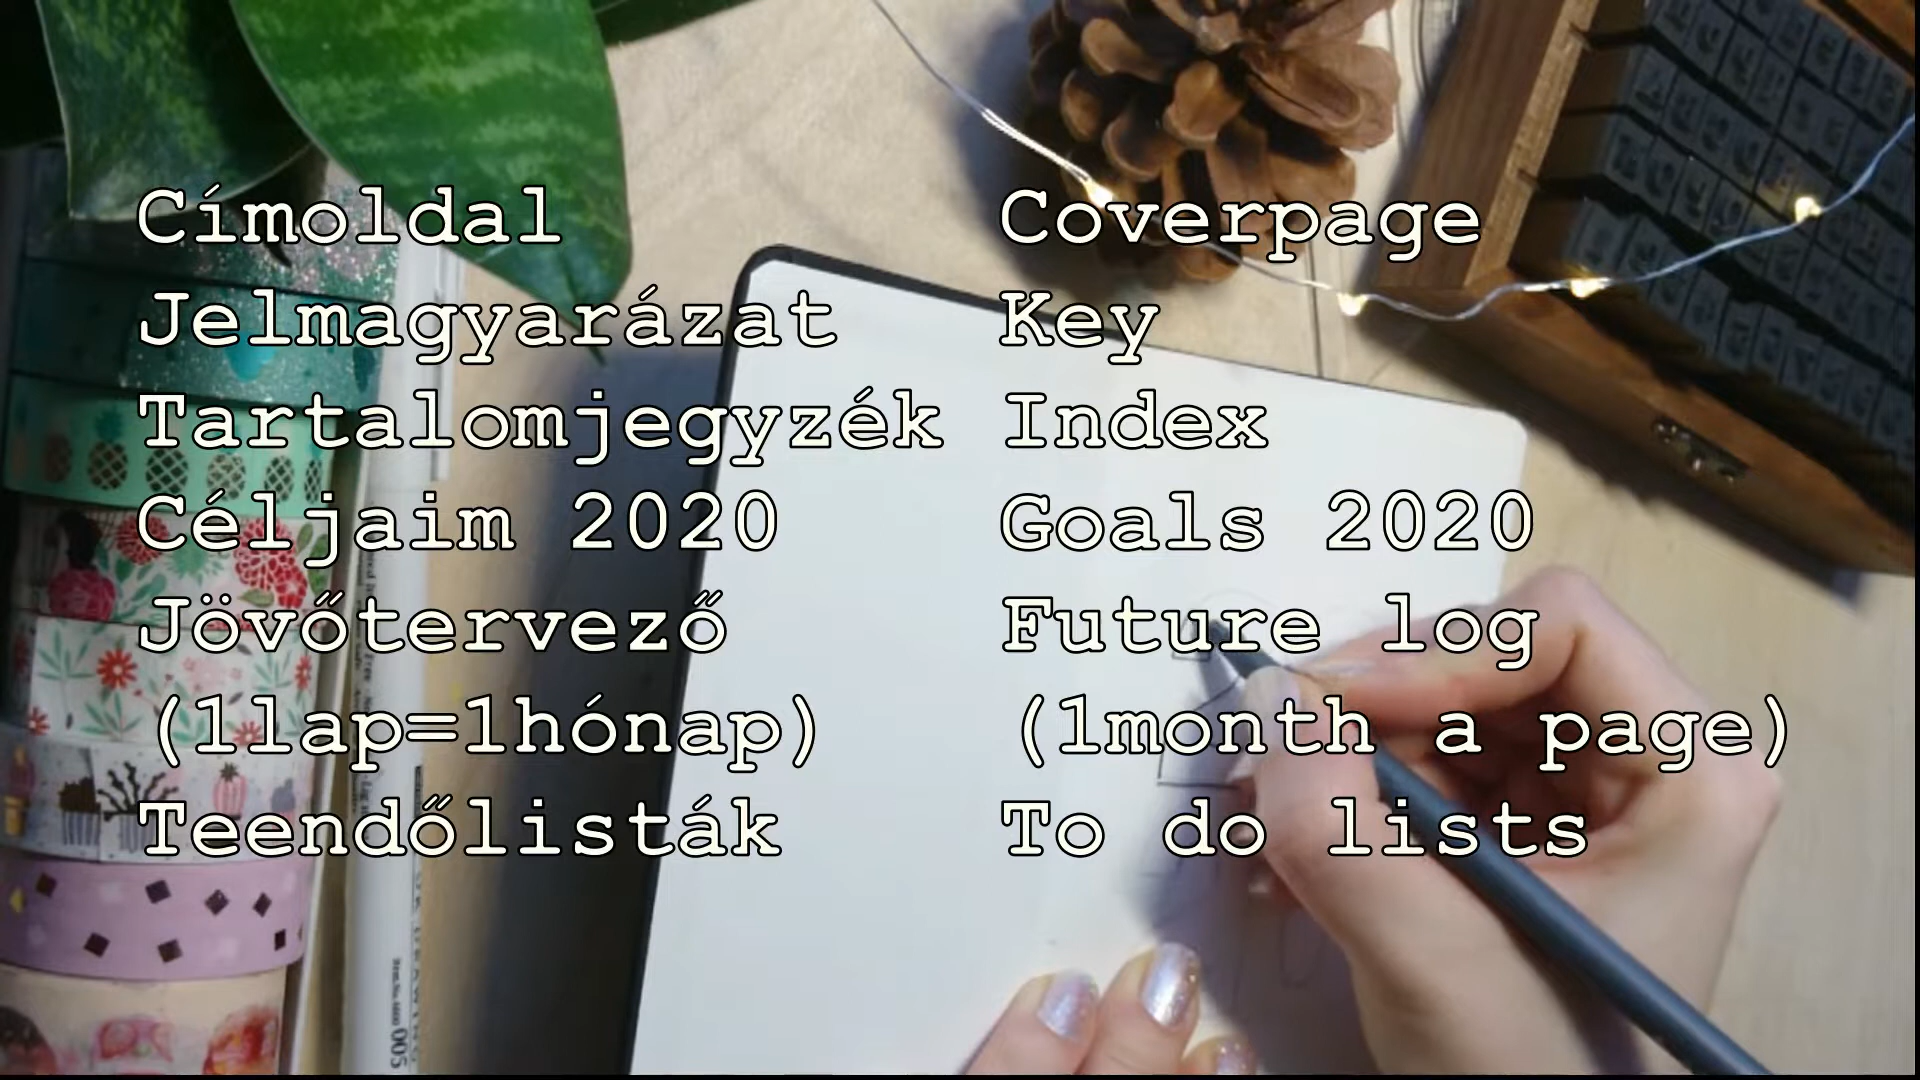 Címoldal
Jelmagyarázat
Tartalomjegyzék
Céljaim 2020
Jövőtervező
(1lap=1hónap)
Teendőlisták
Coverpage
Key
Index
Goals 2020
Future log
(1month a page)
To do lists
005